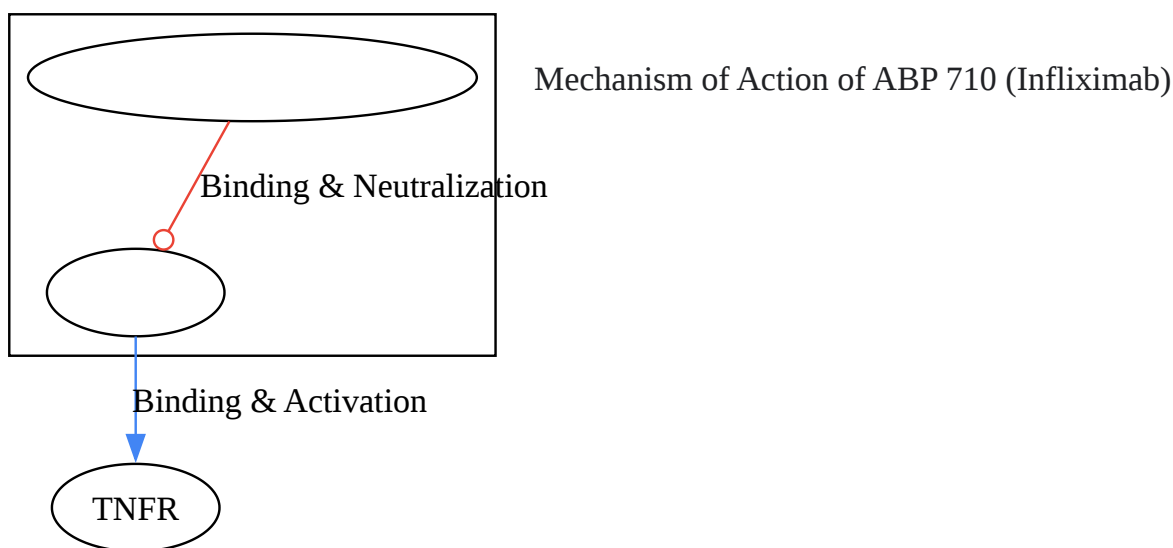 Mechanism of Action of ABP 710 (Infliximab)
Binding & Neutralization
Binding & Activation
TNFR